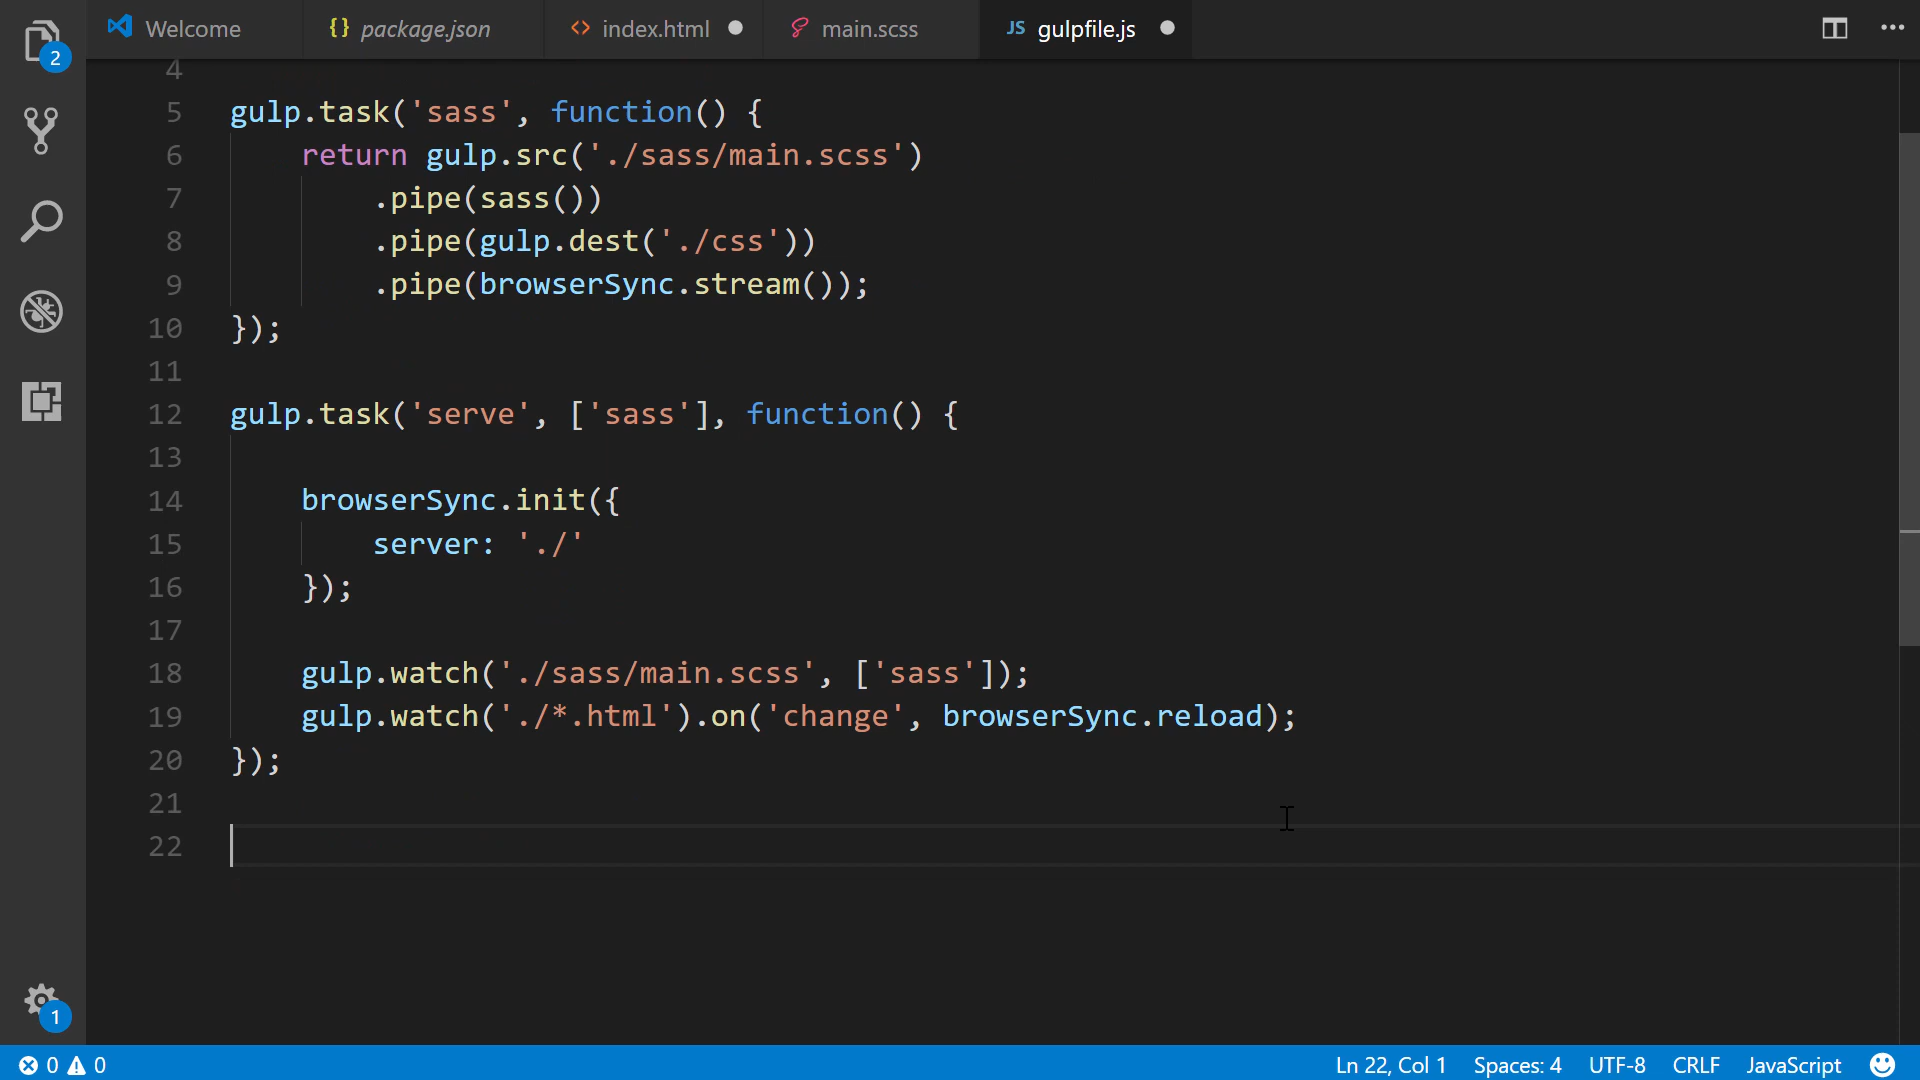 Welcome
{} package.json
<> index.html
main.scss
JS gulpfile.js
2
4
5 gulp.task('sass', function() {
6 return gulp.src('./sass/main.scss')
7 .pipe(sass())
8 .pipe(gulp.dest('./css'))
9 .pipe(browserSync.stream());
10 });
11
12 gulp.task('serve', ['sass'], function() {
13
14 browserSync.init({
15 server: './'
16 });
17
18 gulp.watch('./sass/main.scss', ['sass']);
19 gulp.watch('./*.html').on('change', browserSync.reload);
20 });
21
22
1
0 0
Ln 22, Col 1 Spaces: 4 UTF-8 CRLF JavaScript